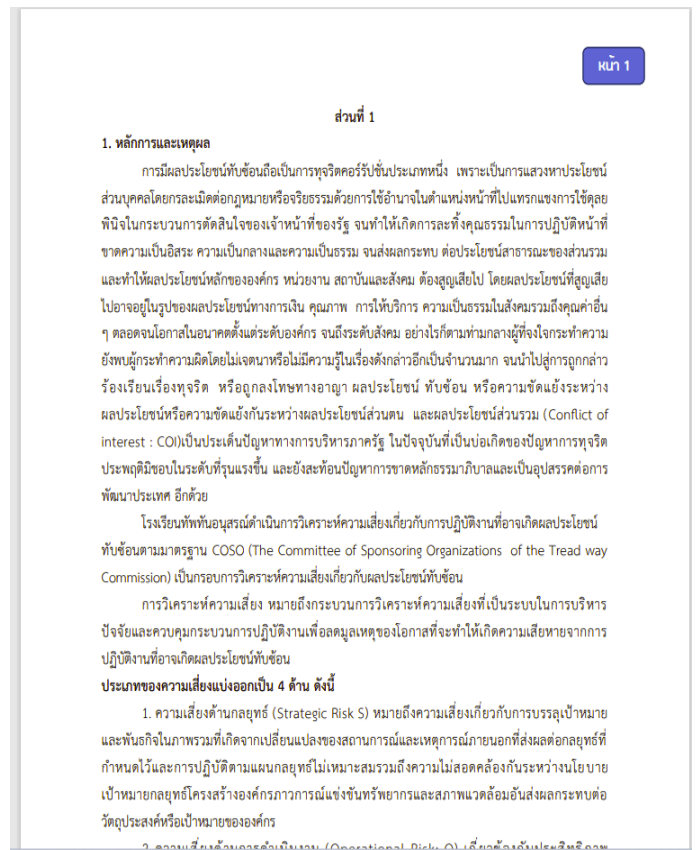 หน้า 1
ส่วนที่ 1
1. หลักการและเหตุผล
การมีผลประโยชน์ทับซ้อนถือเป็นการทุจริตคอร์รัปชั่นประเภทหนึ่ง เพราะเป็นการแสวงหาประโยชน์
ส่วนบุคคลโดยกรละเมิดต่อกฎหมายหรือจริยธรรมด้วยการใช้อำนาจในตำแหน่งหน้าที่ไปแทรกแซงการใช้ดุลย
พินิจในกระบวนการตัดสินใจของเจ้าหน้าที่ของรัฐ จนทำให้เกิดการละทิ้งคุณธรรมในการปฏิบัติหน้าที่
ขาดความเป็นอิสระ ความเป็นกลางและความเป็นธรรม จนส่งผลกระทบ ต่อประโยชน์สาธารณะของส่วนรวม
และทำให้ผลประโยชน์หลักขององค์กร หน่วยงาน สถาบันและสังคม ต้องสูญเสียไป โดยผลประโยชน์ที่สูญเสีย
ไปอาจอยู่ในรูปของผลประโยชน์ทางการเงิน คุณภาพ การให้บริการ ความเป็นธรรมในสังคมรวมถึงคุณค่าอื่น
ๆ ตลอดจนโอกาสในอนาคตตั้งแต่ระดับองค์กร จนถึงระดับสังคม อย่างไรก็ตามท่ามกลางผู้ที่จงใจกระทำความ
ยังพบผู้กระทำความผิดโดยไม่เจตนาหรือไม่มีความรู้ในเรื่องดังกล่าวอีกเป็นจำนวนมาก จนนำไปสู่การถูกกล่าว
ร้องเรียนเรื่องทุจริต หรือถูกลงโทษทางอาญา ผลประโยชน์ ทับซ้อน หรือความขัดแย้งระหว่าง
ผลประโยชน์หรือความขัดแย้งกันระหว่างผลประโยชน์ส่วนตน และผลประโยชน์ส่วนรวม (Conflict of
interest : COI)เป็นประเด็นปัญหาทางการบริหารภาครัฐ ในปัจจุบันที่เป็นบ่อเกิดของปัญหาการทุจริต
ประพฤติมิชอบในระดับที่รุนแรงขึ้น และยังสะท้อนปัญหาการขาดหลักธรรมาภิบาลและเป็นอุปสรรคต่อการ
พัฒนาประเทศ อีกด้วย
โรงเรียนทัพทันอนุสรณ์ดำเนินการวิเคราะห์ความเสี่ยงเกี่ยวกับการปฏิบัติงานที่อาจเกิดผลประโยชน์
ทับซ้อนตามมาตรฐาน COSO (The Committee of Sponsoring Organizations of the Tread way
Commission) เป็นกรอบการวิเคราะห์ความเสี่ยงเกี่ยวกับผลประโยชน์ทับซ้อน
การวิเคราะห์ความเสี่ยง หมายถึงกระบวนการวิเคราะห์ความเสี่ยงที่เป็นระบบในการบริหาร
ปัจจัยและควบคุมกระบวนการปฏิบัติงานเพื่อลดมูลเหตุของโอกาสที่จะทำให้เกิดความเสียหายจากการ
ปฏิบัติงานที่อาจเกิดผลประโยชน์ทับซ้อน
ประเภทของความเสี่ยงแบ่งออกเป็น 4 ด้าน ดังนี้
1. ความเสี่ยงด้านกลยุทธ์ (Strategic Risk S) หมายถึงความเสี่ยงเกี่ยวกับการบรรลุเป้าหมาย
และพันธกิจในภาพรวมที่เกิดจากเปลี่ยนแปลงของสถานการณ์และเหตุการณ์ภายนอกที่ส่งผลต่อกลยุทธ์ที่
กำหนดไว้และการปฏิบัติตามแผนกลยุทธ์ไม่เหมาะสมรวมถึงความไม่สอดคล้องกันระหว่างนโยบาย
เป้าหมายกลยุทธ์โครงสร้างองค์กรภาวการณ์แข่งขันทรัพยากรและสภาพแวดล้อมอันส่งผลกระทบต่อ
วัตถุประสงค์หรือเป้าหมายขององค์กร
2. ความเสี่ยงด้านการดำเนินงาน (Operational Risk: O) เกี่ยวข้องกับประสิทธิภาพ